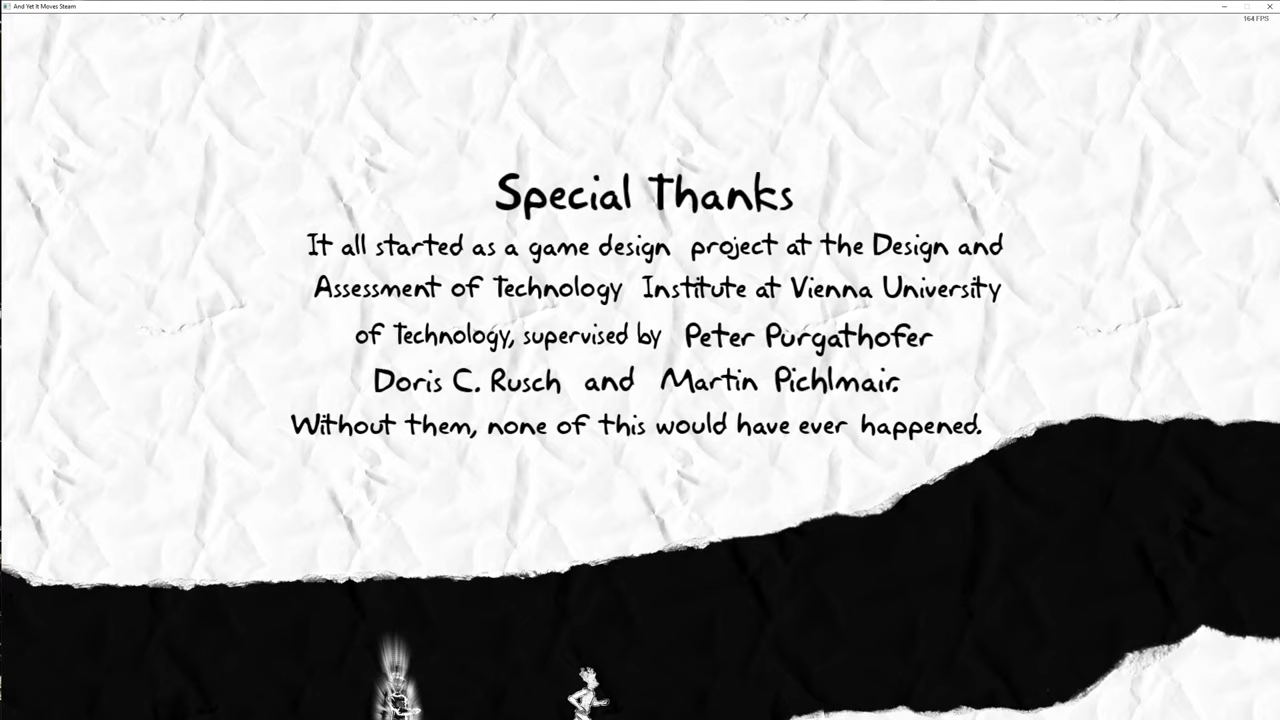 And Yet It Moves Steam
164 FPS
Special Thanks
It all started as a game design project at the Design and
Assessment of Technology Institute at Vienna University
of Technology, supervised by Peter Purgathofer
Doris C. Rusch and Martin Pichlmair.
Without them, none of this would have ever happened.